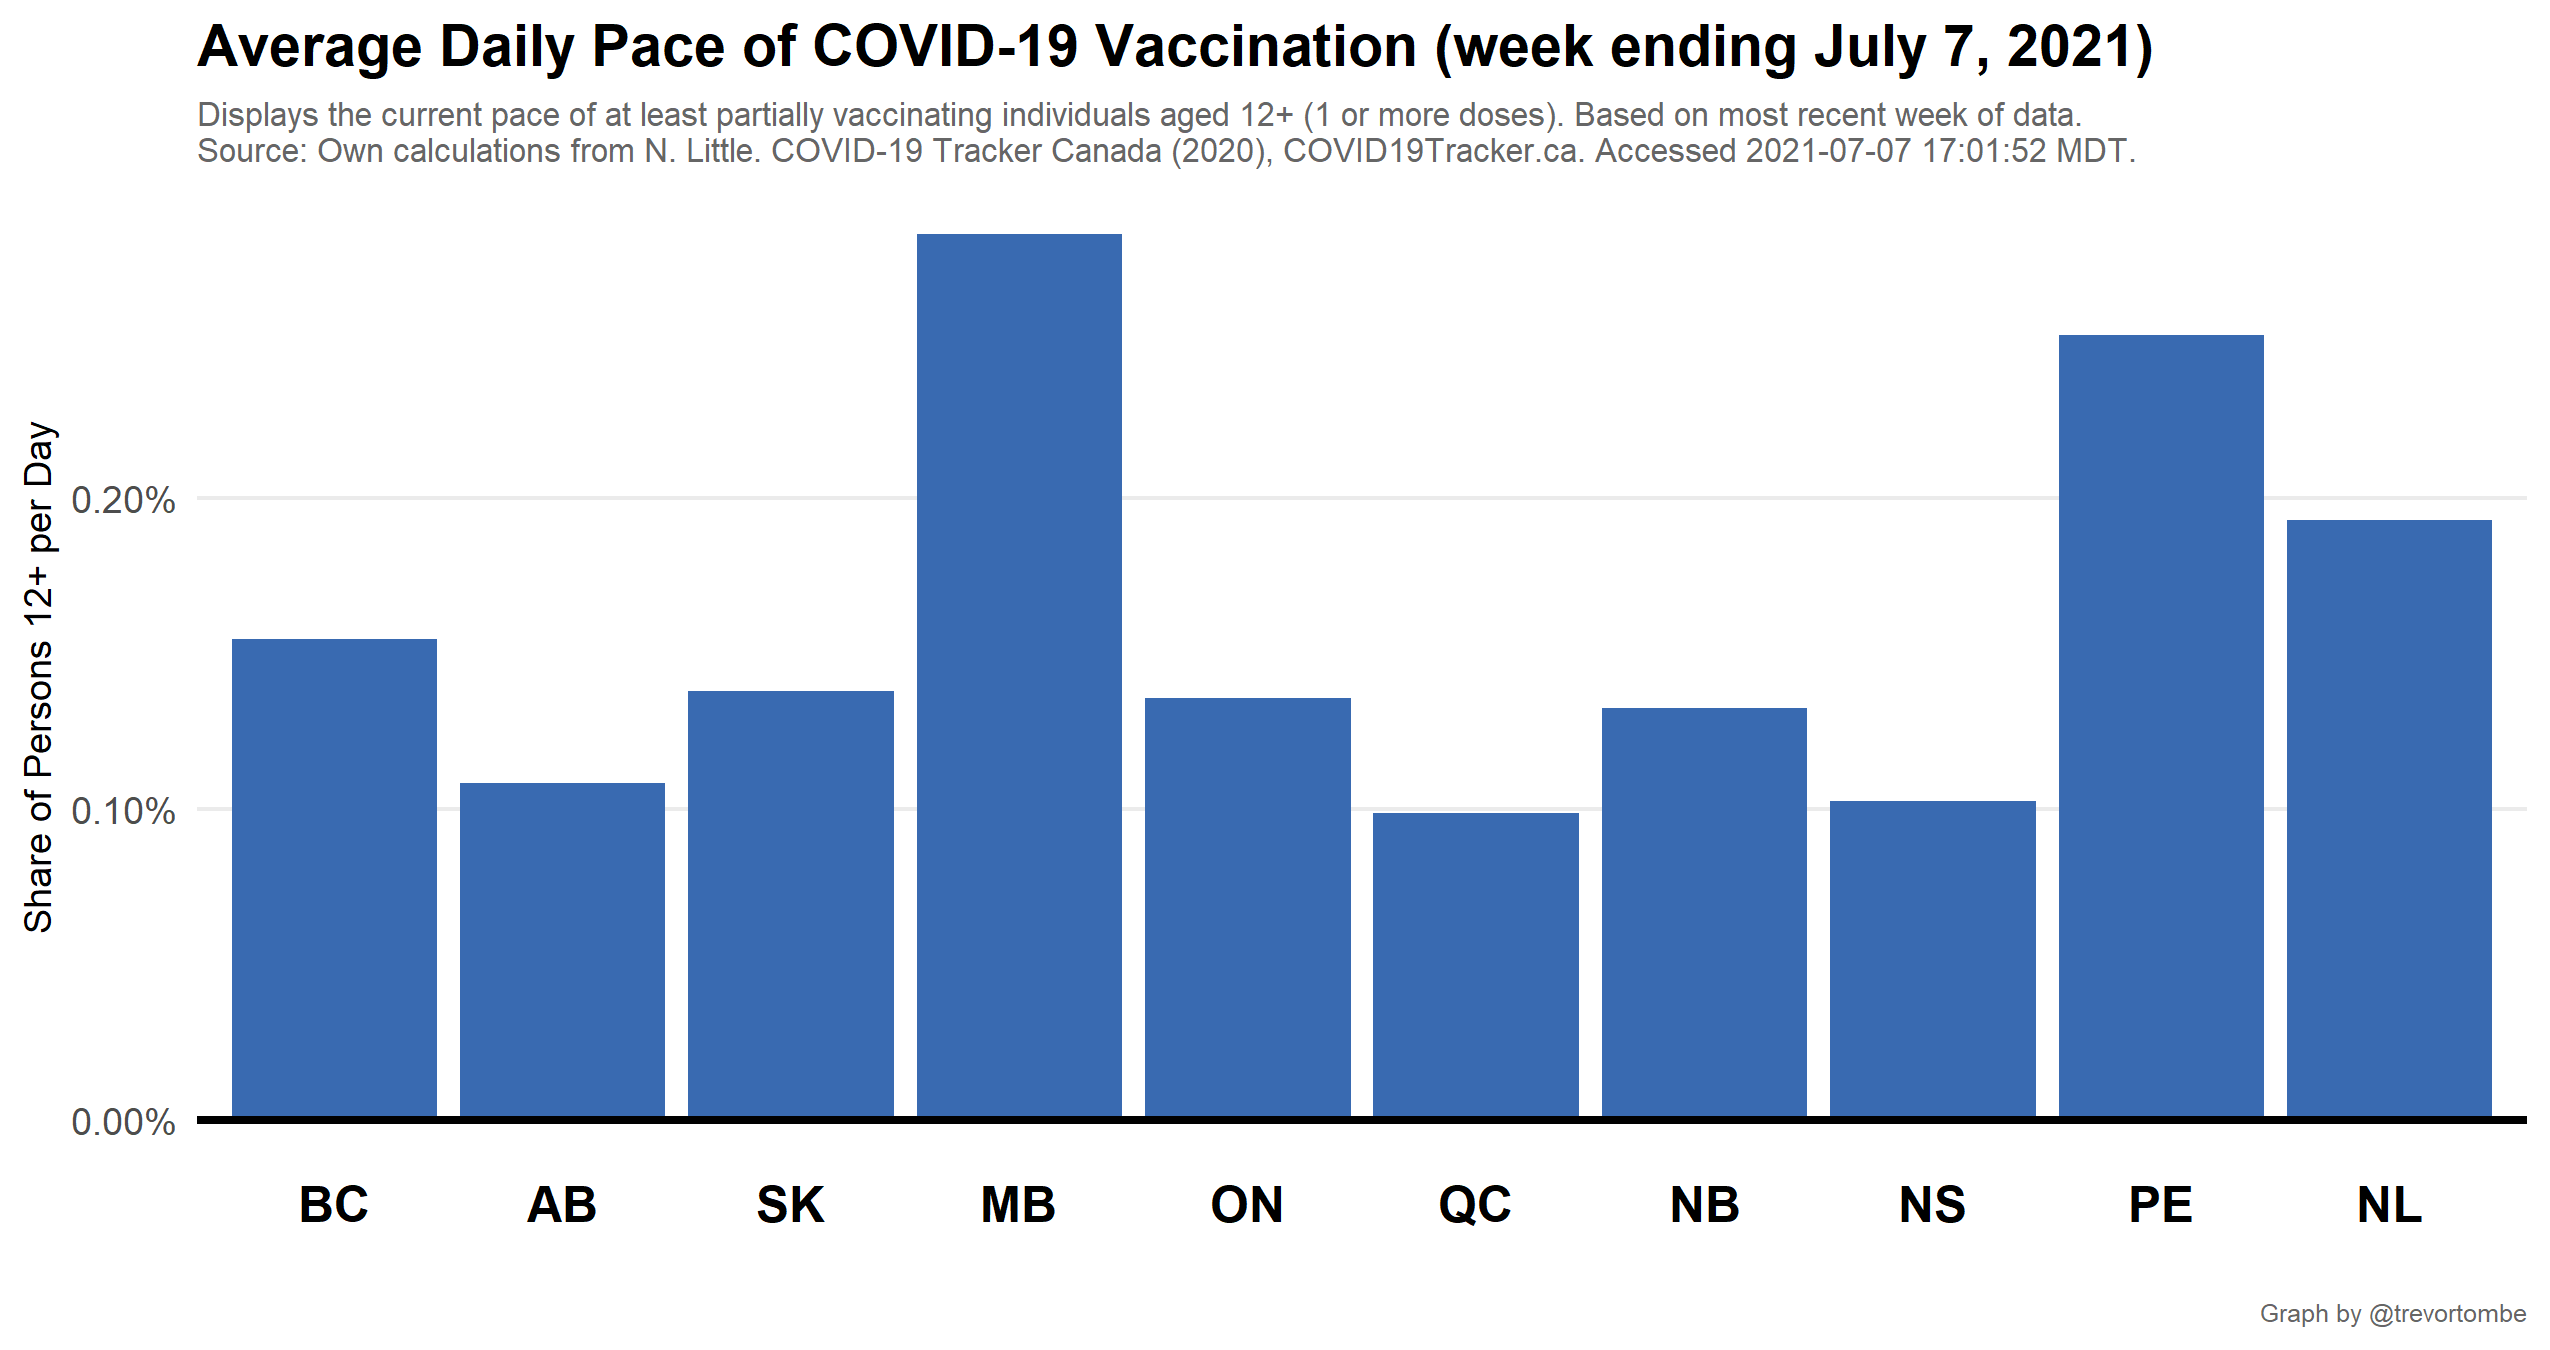 Average Daily Pace of COVID-19 Vaccination (week ending July 7, 2021)
Displays the current pace of at least partially vaccinating individuals aged 12+ (1 or more doses). Based on most recent week of data.
Source: Own calculations from N. Little. COVID-19 Tracker Canada (2020), COVID19Tracker.ca. Accessed 2021-07-07 17:01:52 MDT.
Share of Persons 12+ per Day
0.20%
0.10%
0.00%
BC AB SK MB ON QC NB NS PE NL
Graph by @trevortombe